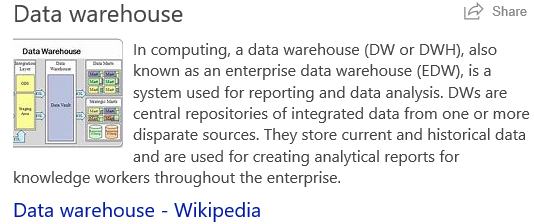 Data warehouse
Share
Data Warehouse
Integration
Layer
Data
Warehouse
Data Marts
ODS
Data Vault
Strategic Marts
Staging
Area
In computing, a data warehouse (DW or DWH), also
known as an enterprise data warehouse (EDW), is a
system used for reporting and data analysis. DWs are
central repositories of integrated data from one or more
disparate sources. They store current and historical data
and are used for creating analytical reports for
knowledge workers throughout the enterprise.
Data warehouse - Wikipedia